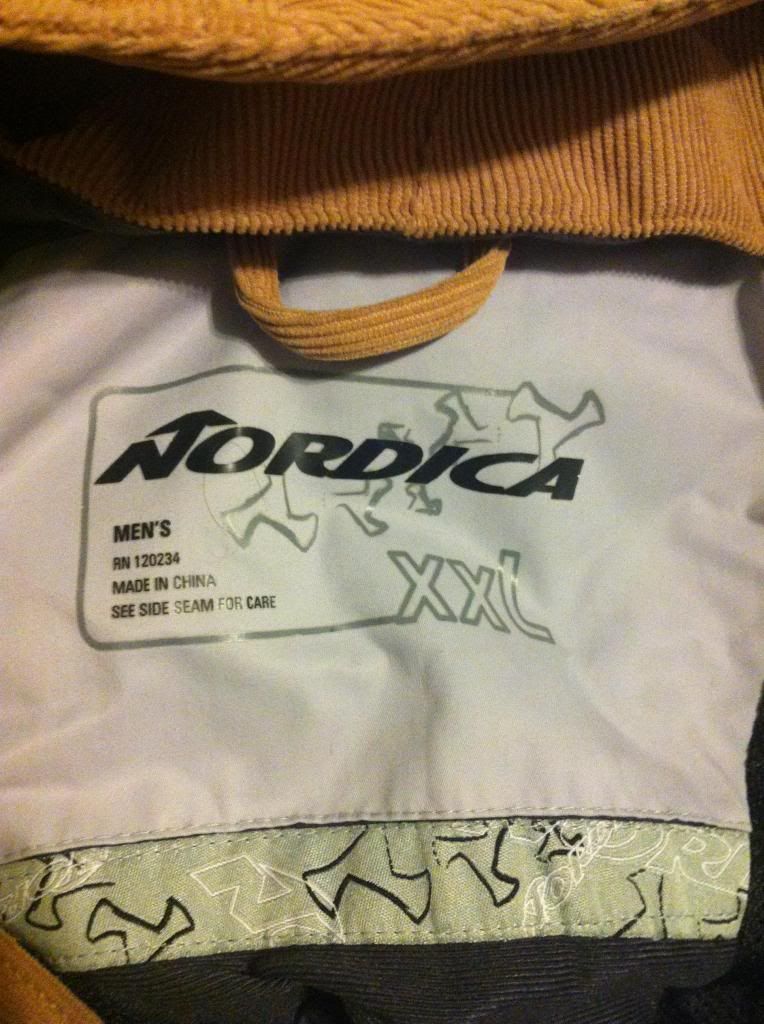 NORDICA
MEN'S
RN 120234
MADE IN CHINA
SEE SIDE SEAM FOR CARE
XXL